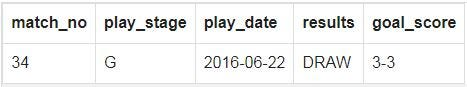 match_no play_stage play_date results goal_score
34 G 2016-06-22 DRAW 3-3